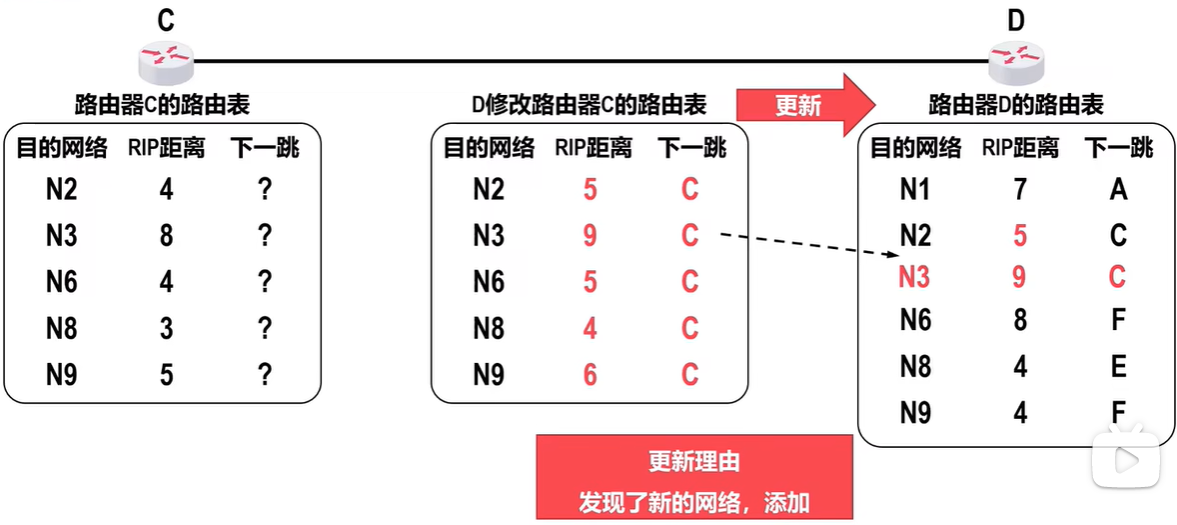 C
D
路由器C的路由表
D修改路由器C的路由表
更新
路由器D的路由表
目的网络 RIP距离 下一跳
N2 4 ?
N3 8 ?
N6 4 ?
N8 3 ?
N9 5 ?
目的网络 RIP距离 下一跳
N2 5 C
N3 9 C
N6 5 C
N8 4 C
N9 6 C
目的网络 RIP距离 下一跳
N1 7 A
N2 5 C
N3 9 C
N6 8 F
N8 4 E
N9 4 F
更新理由
发现了新的网络，添加